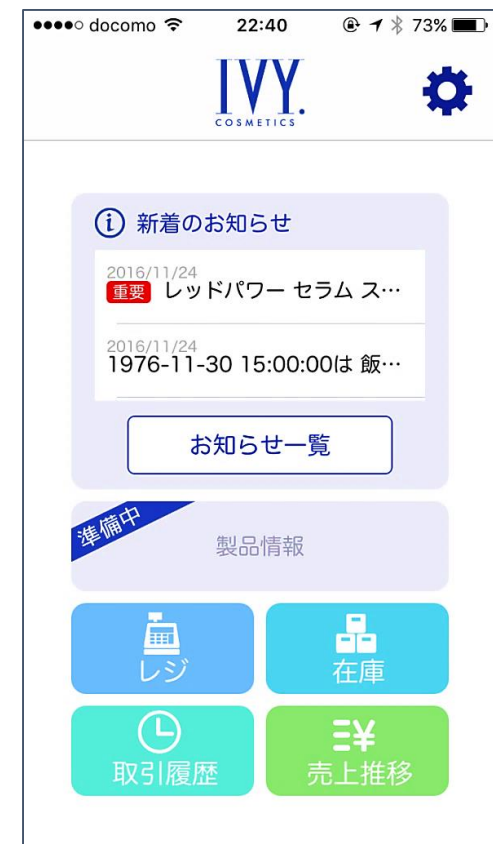 docomo 22:40 73%
IVY.
COSMETICS
新着のお知らせ
2016/11/24
重要 レッドパワー セラム ス…
2016/11/24
1976-11-30 15:00:00は 飯…
お知らせ一覧
準備中
製品情報
レジ
在庫
取引履歴
売上推移